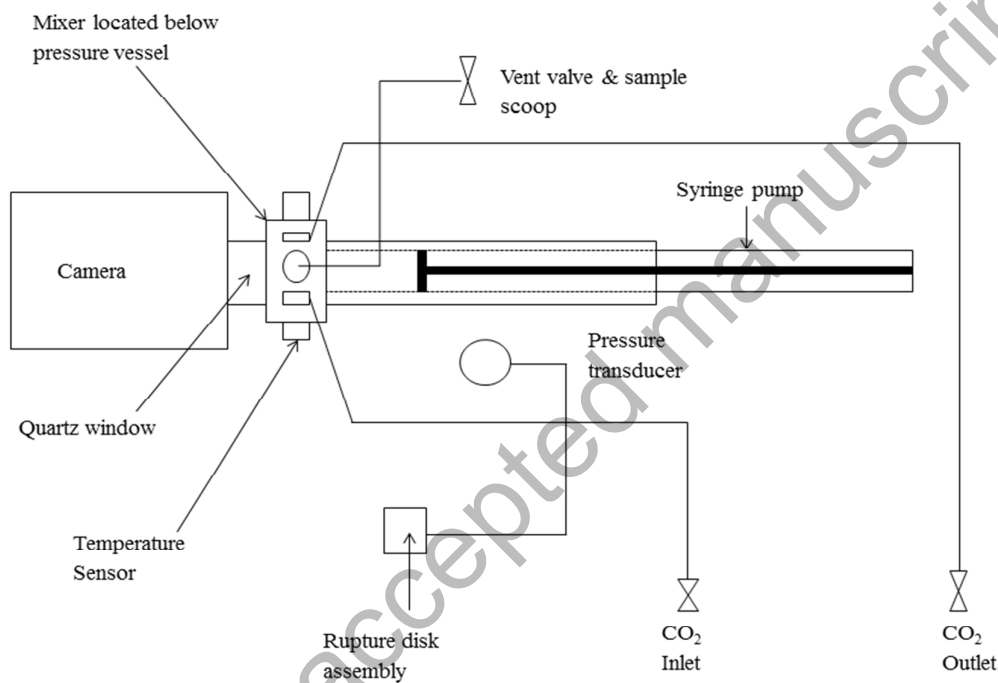 Mixer located below
pressure vessel
Vent valve & sample
scoop
Syringe pump
Camera
Pressure
transducer
Quartz window
Temperature
Sensor
Rupture disk
assembly
CO₂
Inlet
CO₂
Outlet
accepted manuscrip